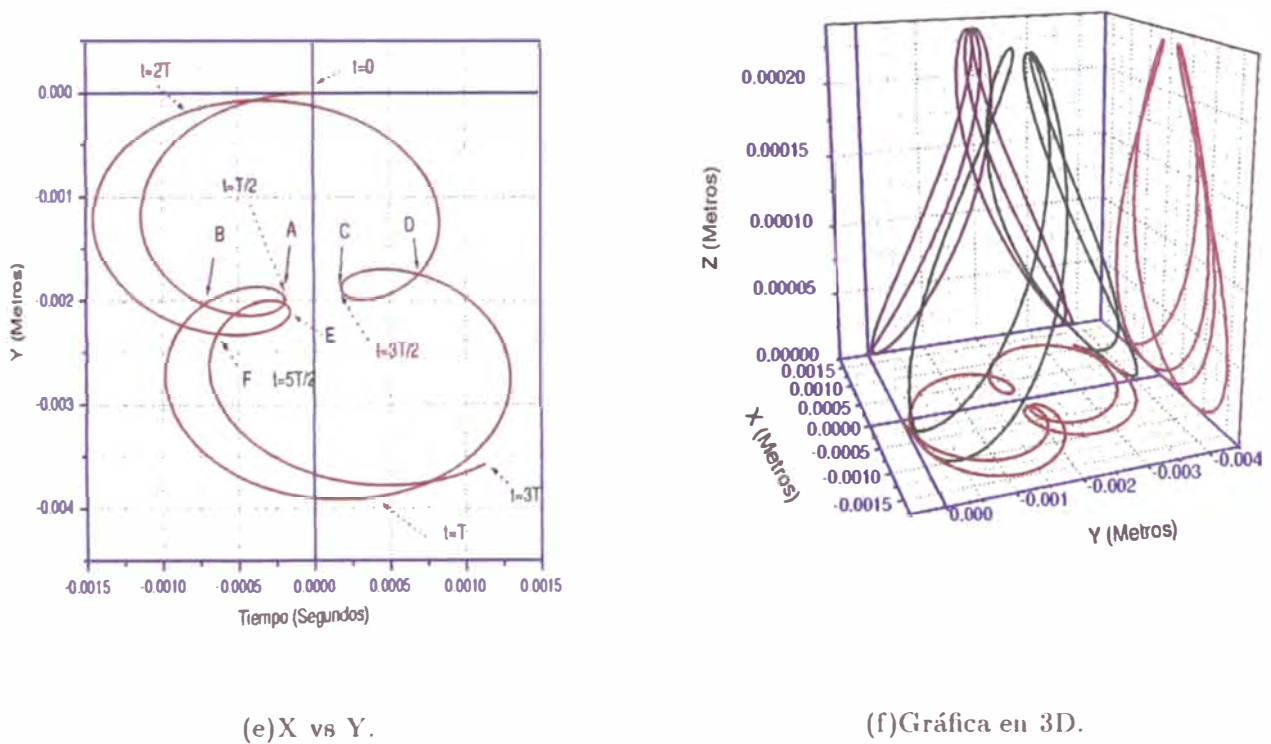 t=2T
t=0
0.000
-0.001
-0.002
-0.003
-0.004
Y (Metros)
t=T/2
B
A
C
D
E
F
t=3T/2
t=5T/2
t=3T
t=T
-0.0015
-0.0010
-0.0005
0.0000
0.0005
0.0010
0.0015
Tiempo (Segundos)
(e)X vs Y.
0.00020
0.00015
0.00010
0.00005
0.00000
Z (Metros)
0.0015
0.0010
0.0005
0.0000
-0.0005
-0.0010
-0.0015
X (Metros)
0.000
-0.001
-0.002
-0.003
-0.004
Y (Metros)
(f)Gráfica en 3D.